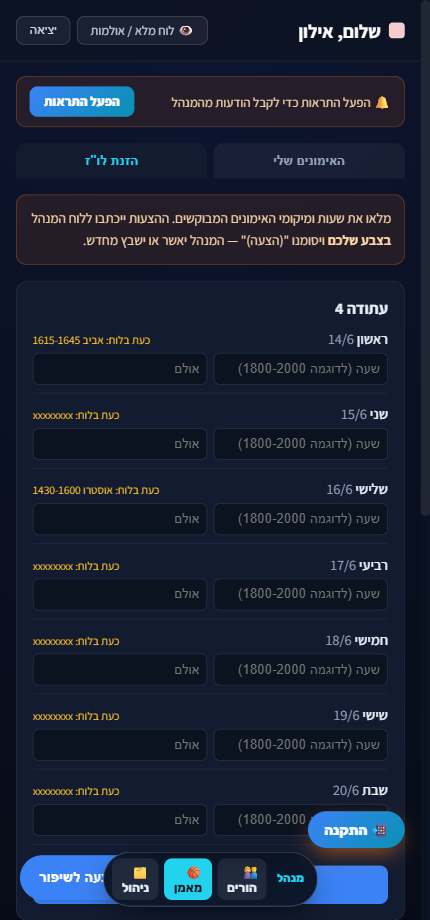 שלום, אילון
לוח מלא / אולמות
יציאה
הפעל התראות כדי לקבל הודעות מהמנהל
הפעל התראות
האימונים שלי
הזנת לו"ז
מלאו את שעות ומיקומי האימונים המבוקשים. ההצעות ייכתבו ללוח המנהל
בצבע שלכם ויסומנו "(הצעה)" — המנהל יאשר או ישבץ מחדש.
עתודה 4
ראשון 14/6 כעת בלוח: אביב 1615-1645
שעה (לדוגמה 1800-2000) אולם
שני 15/6 כעת בלוח: xxxxxxxx
שעה (לדוגמה 1800-2000) אולם
שלישי 16/6 כעת בלוח: אוסטרו 1430-1600
שעה (לדוגמה 1800-2000) אולם
רביעי 17/6 כעת בלוח: xxxxxxxx
שעה (לדוגמה 1800-2000) אולם
חמישי 18/6 כעת בלוח: xxxxxxxx
שעה (לדוגמה 1800-2000) אולם
שישי 19/6 כעת בלוח: xxxxxxxx
שעה (לדוגמה 1800-2000) אולם
שבת 20/6 כעת בלוח: xxxxxxxx
1800-2000) אולם
התקנה
מנהל
הורים
מאמן
ניהול
לשיפור